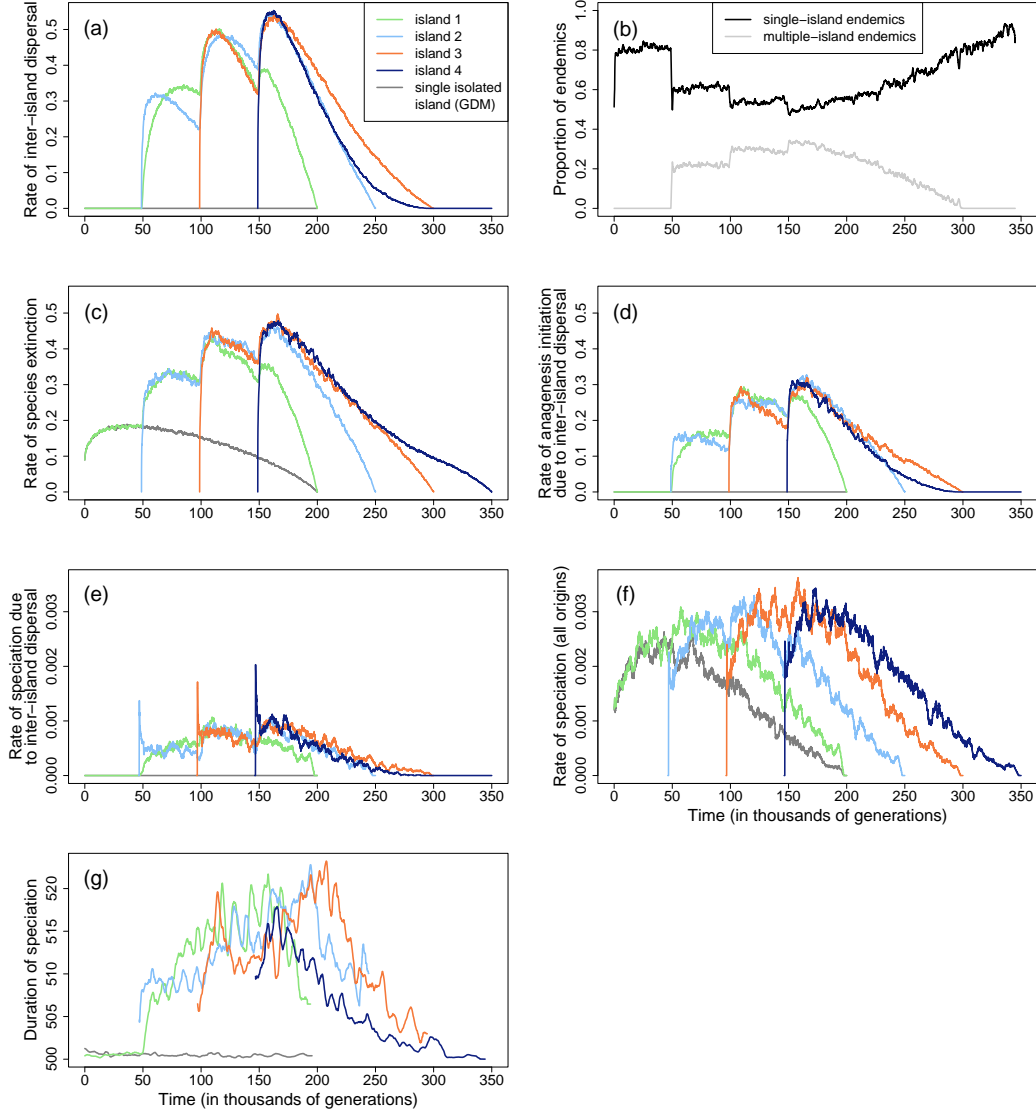 (a)
Rate of inter−island dispersal
0.0 0.1 0.2 0.3 0.4 0.5
0 50 100 150 200 250 300 350
island 1
island 2
island 3
island 4
single isolated
island (GDM)
(b)
Proportion of endemics
0.0 0.2 0.4 0.6 0.8 1.0
0 50 100 150 200 250 300 350
single−island endemics
multiple−island endemics
(c)
Rate of species extinction
0.0 0.1 0.2 0.3 0.4 0.5
0 50 100 150 200 250 300 350
(d)
Rate of anagenesis initiation
due to inter−island dispersal
0.0 0.1 0.2 0.3 0.4 0.5
0 50 100 150 200 250 300 350
(e)
Rate of speciation due
to inter−island dispersal
0.000 0.001 0.002 0.003
0 50 100 150 200 250 300 350
(f)
Rate of speciation (all origins)
0.000 0.001 0.002 0.003
0 50 100 150 200 250 300 350
Time (in thousands of generations)
(g)
Duration of speciation
500 505 510 515 520
0 50 100 150 200 250 300 350
Time (in thousands of generations)